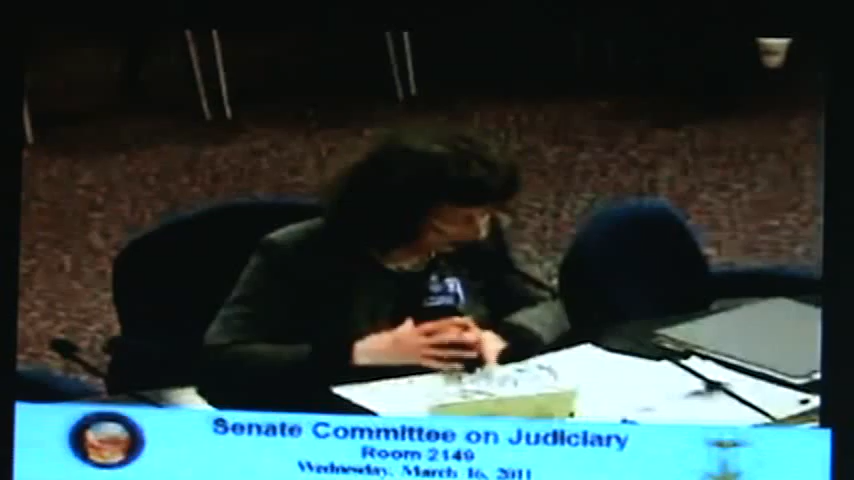 Senate Committee on Judiciary
Room 2149
Wednesday, March 16, 2011